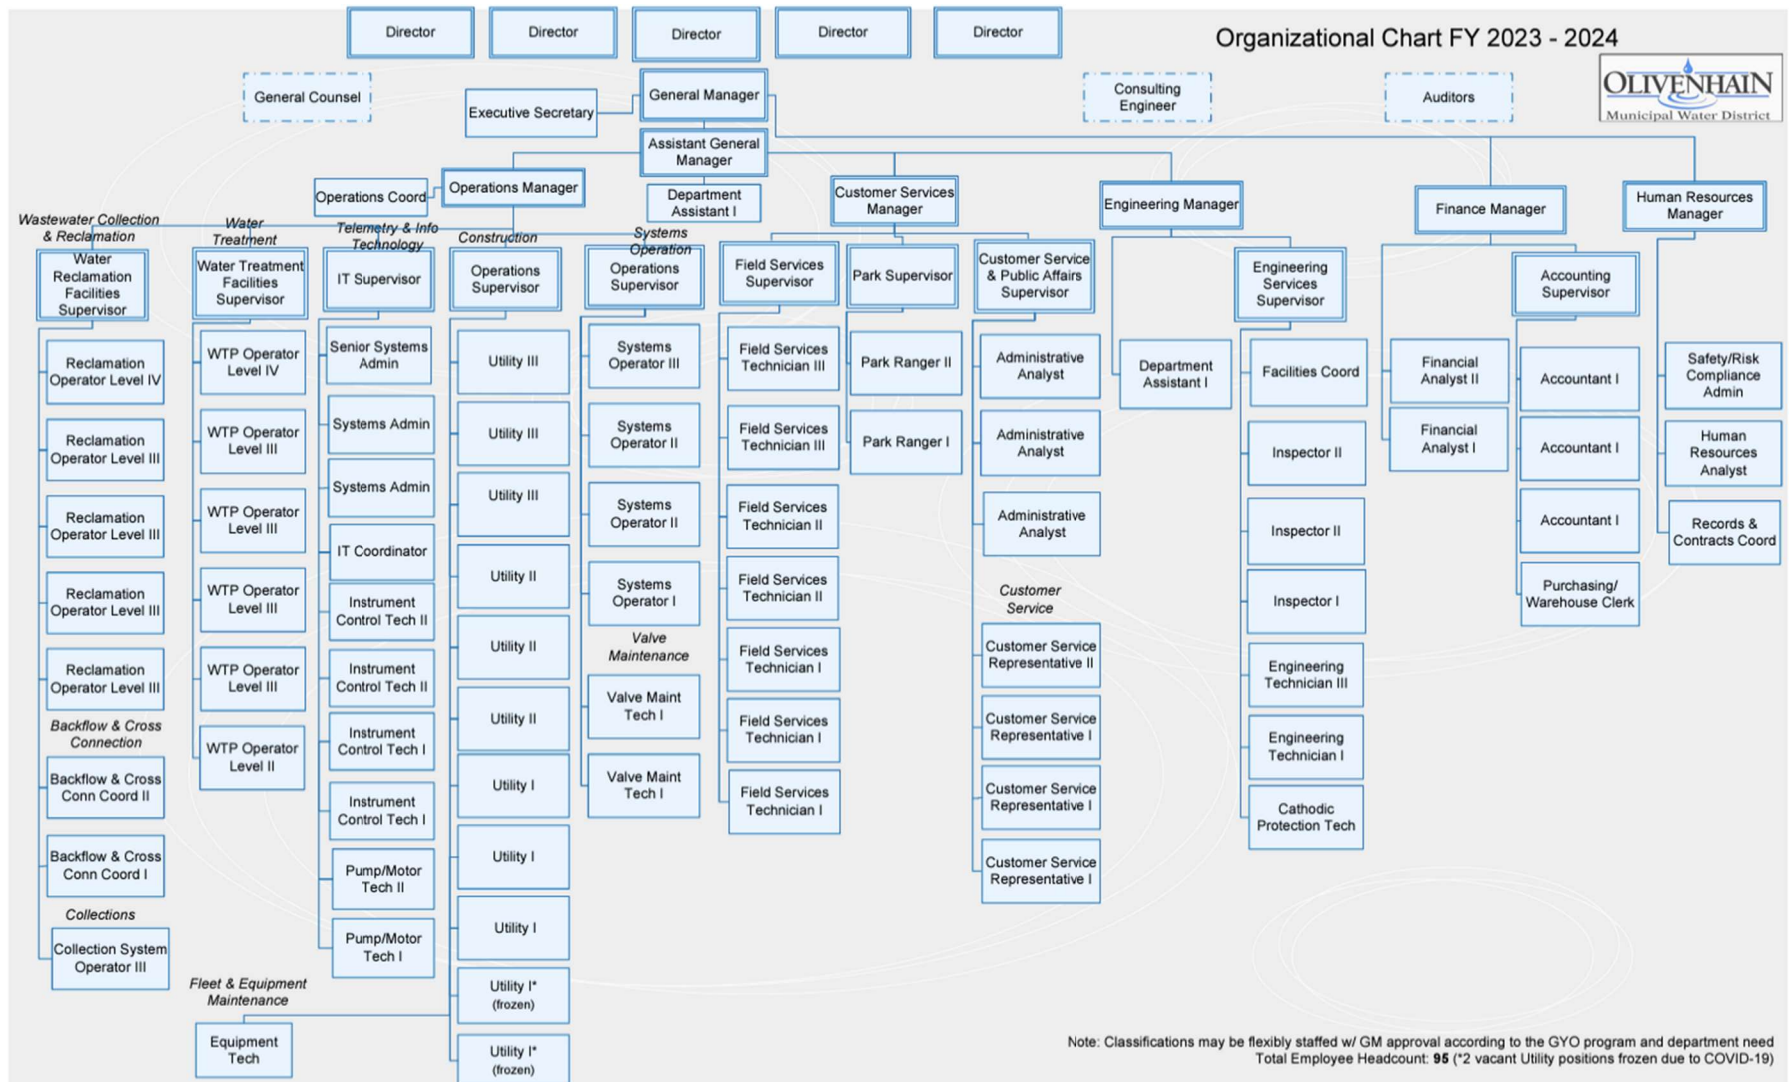 Director
Director
Director
Director
Director
Organizational Chart FY 2023 - 2024
OLIVENHAIN
Municipal Water District
General Counsel
Executive Secretary
General Manager
Consulting
Engineer
Auditors
Assistant General
Manager
Department
Assistant I
Operations Coord
Operations Manager
Customer Services
Manager
Engineering Manager
Finance Manager
Human Resources
Manager
Wastewater Collection
& Reclamation
Water
Reclamation
Facilities
Supervisor
Reclamation
Operator Level IV
Reclamation
Operator Level III
Reclamation
Operator Level III
Reclamation
Operator Level III
Reclamation
Operator Level III
Backflow & Cross
Connection
Backflow & Cross
Conn Coord II
Backflow & Cross
Conn Coord I
Collections
Collection System
Operator III
Water
Treatment
Water Treatment
Facilities
Supervisor
WTP Operator
Level IV
WTP Operator
Level III
WTP Operator
Level III
WTP Operator
Level III
WTP Operator
Level III
WTP Operator
Level II
Fleet & Equipment
Maintenance
Equipment
Tech
Telemetry & Info
Technology
IT Supervisor
Senior Systems
Admin
Systems Admin
Systems Admin
IT Coordinator
Instrument
Control Tech II
Instrument
Control Tech II
Instrument
Control Tech I
Instrument
Control Tech I
Pump/Motor
Tech II
Pump/Motor
Tech I
Construction
Operations
Supervisor
Utility III
Utility III
Utility III
Utility II
Utility II
Utility II
Utility I
Utility I
Utility I
Utility I*
(frozen)
Utility I*
(frozen)
Systems
Operation
Operations
Supervisor
Systems
Operator III
Systems
Operator II
Systems
Operator II
Systems
Operator I
Valve
Maintenance
Valve Maint
Tech I
Valve Maint
Tech I
Field Services
Supervisor
Field Services
Technician III
Field Services
Technician III
Field Services
Technician II
Field Services
Technician II
Field Services
Technician I
Field Services
Technician I
Field Services
Technician I
Park Supervisor
Park Ranger II
Park Ranger I
Customer Service
& Public Affairs
Supervisor
Administrative
Analyst
Administrative
Analyst
Administrative
Analyst
Customer
Service
Customer Service
Representative II
Customer Service
Representative I
Customer Service
Representative I
Customer Service
Representative I
Department
Assistant I
Engineering
Services
Supervisor
Facilities Coord
Inspector II
Inspector II
Inspector I
Engineering
Technician III
Engineering
Technician I
Cathodic
Protection Tech
Financial
Analyst II
Financial
Analyst I
Accounting
Supervisor
Accountant I
Accountant I
Accountant I
Purchasing/
Warehouse Clerk
Safety/Risk
Compliance
Admin
Human
Resources
Analyst
Records &
Contracts Coord
Note: Classifications may be flexibly staffed w/ GM approval according to the GYO program and department need
Total Employee Headcount: 95 (*2 vacant Utility positions frozen due to COVID-19)